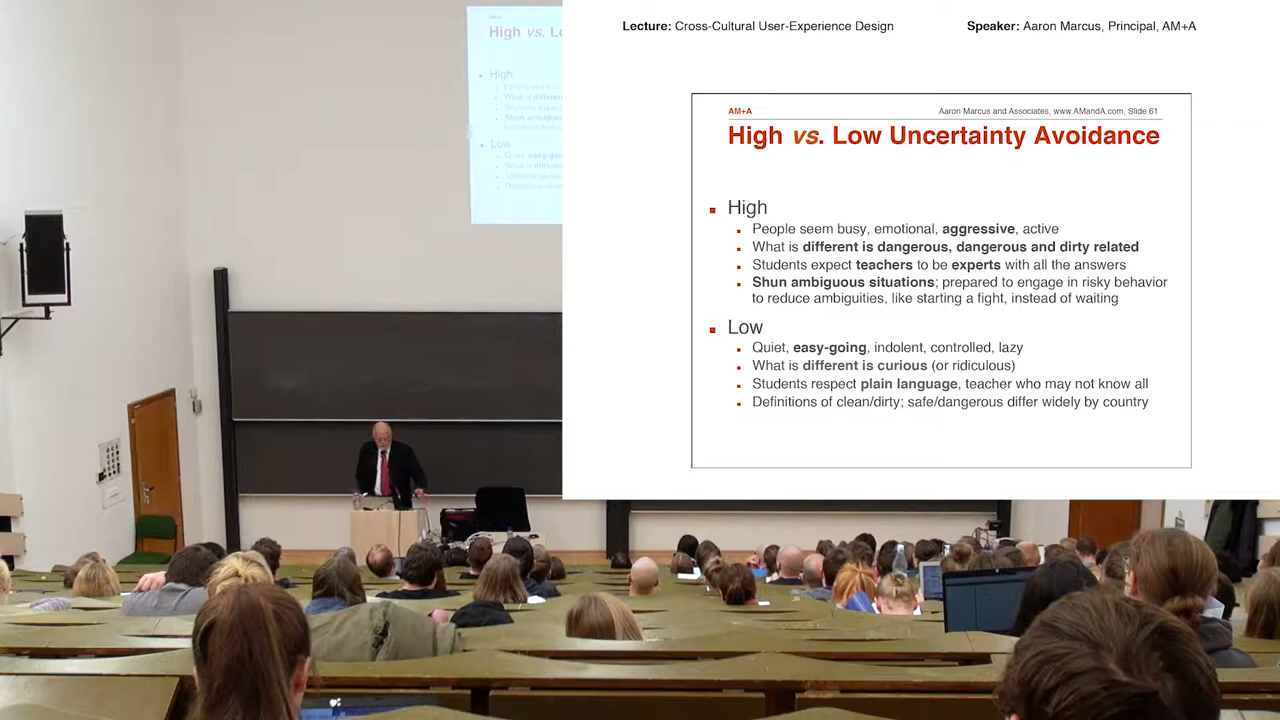 Lecture: Cross-Cultural User-Experience Design
Speaker: Aaron Marcus, Principal, AM+A
AM+A
Aaron Marcus and Associates, www.AMandA.com, Slide 61
High vs. Low Uncertainty Avoidance
High
People seem busy, emotional, aggressive, active
What is different is dangerous, dangerous and dirty related
Students expect teachers to be experts with all the answers
Shun ambiguous situations; prepared to engage in risky behavior
to reduce ambiguities, like starting a fight, instead of waiting
Low
Quiet, easy-going, indolent, controlled, lazy
What is different is curious (or ridiculous)
Students respect plain language, teacher who may not know all
Definitions of clean/dirty; safe/dangerous differ widely by country
High vs.
High
Low